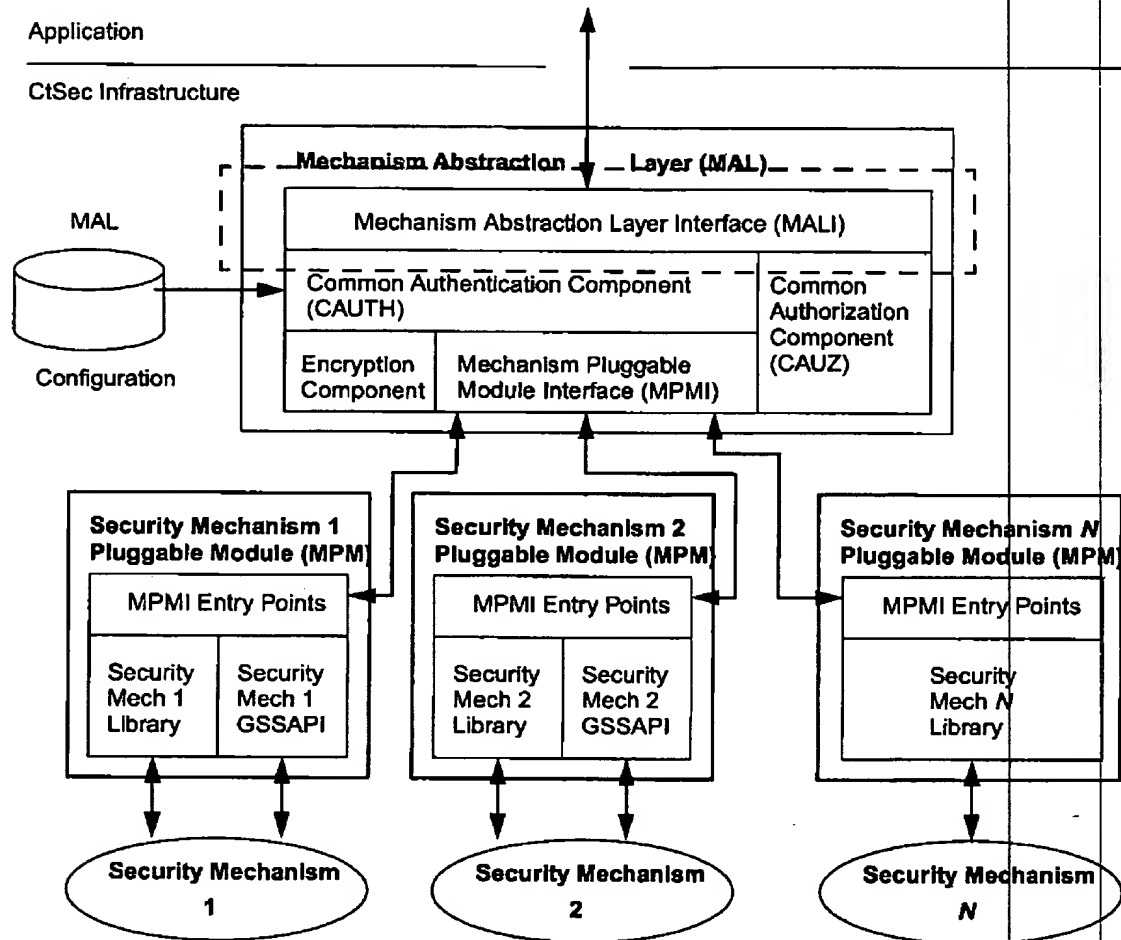 Application
CtSec Infrastructure
Mechanism Abstraction Layer (MAL)
Mechanism Abstraction Layer Interface (MALI)
MAL
Configuration
Common Authentication Component
(CAUTH)
Common
Authorization
Component
(CAUZ)
Encryption
Component
Mechanism Pluggable
Module Interface (MPMI)
Security Mechanism 1
Pluggable Module (MPM)
MPMI Entry Points
Security
Mech 1
Library
Security
Mech 1
GSSAPI
Security Mechanism
1
Security Mechanism 2
Pluggable Module (MPM)
MPMI Entry Points
Security
Mech 2
Library
Security
Mech 2
GSSAPI
Security Mechanism
2
Security Mechanism N
Pluggable Module (MPM)
MPMI Entry Points
Security
Mech N
Library
Security Mechanism
N